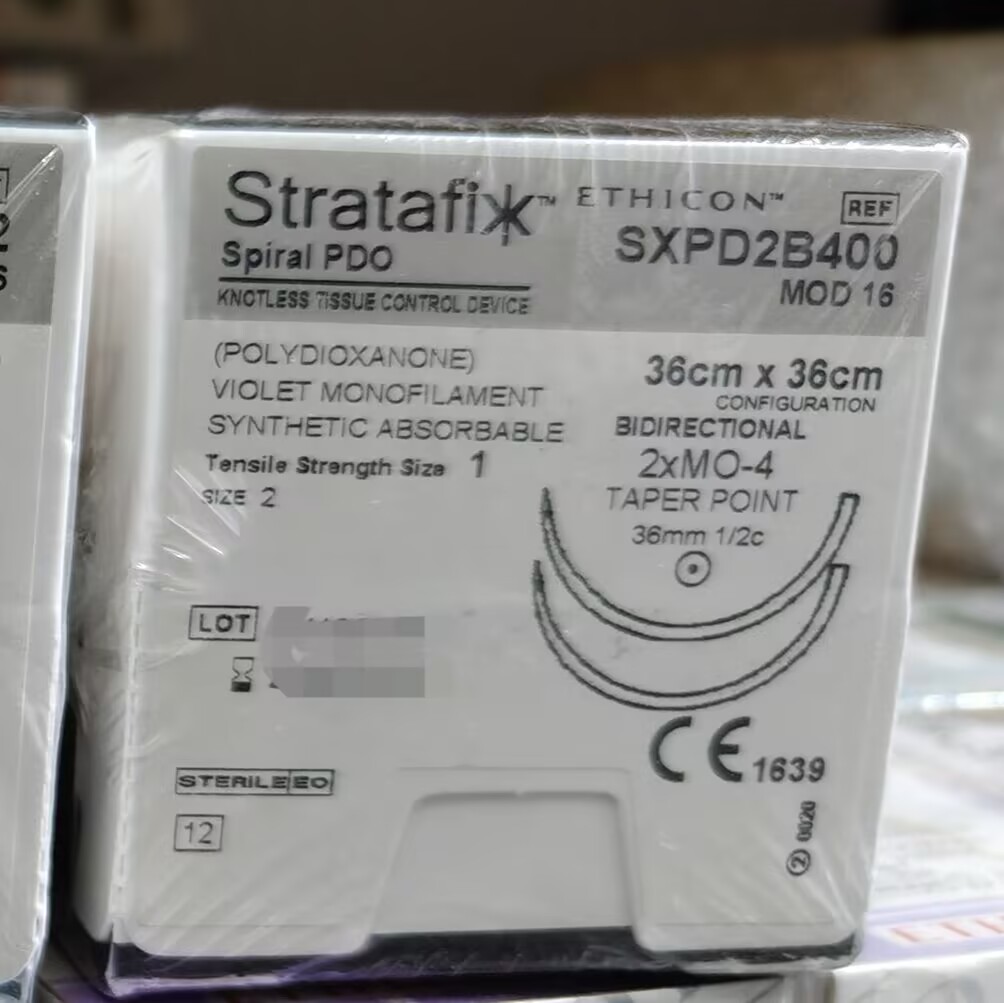 Stratafix™ ETHICON™ REF
Spiral PDO
SXPD2B400
KNOTLESS TISSUE CONTROL DEVICE
MOD 16
(POLYDIOXANONE)
VIOLET MONOFILAMENT
SYNTHETIC ABSORBABLE
Tensile Strength Size 1
SIZE 2
36cm x 36cm
CONFIGURATION
BIDIRECTIONAL
2xMO-4
TAPER POINT
36mm 1/2c
LOT
CE 1639
STERILE EO
12
2 0020